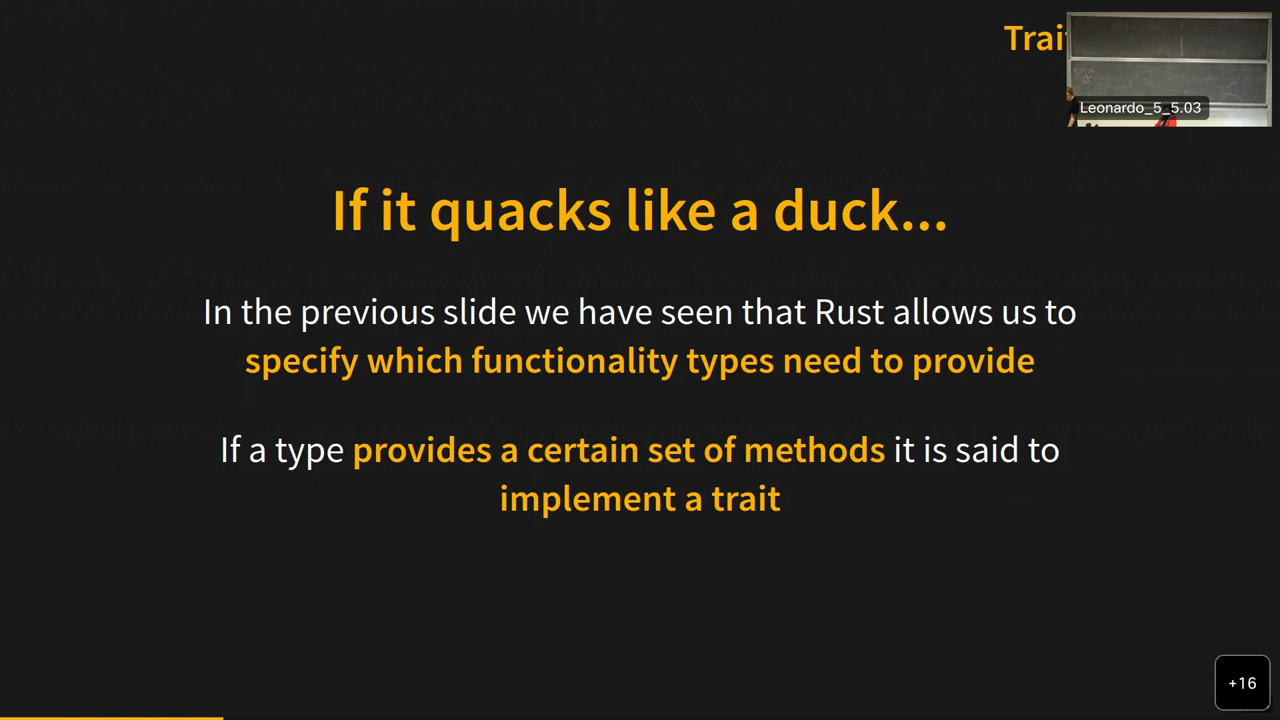 Trai
Leonardo_5_5.03
If it quacks like a duck...
In the previous slide we have seen that Rust allows us to
specify which functionality types need to provide
If a type provides a certain set of methods it is said to
implement a trait
+16